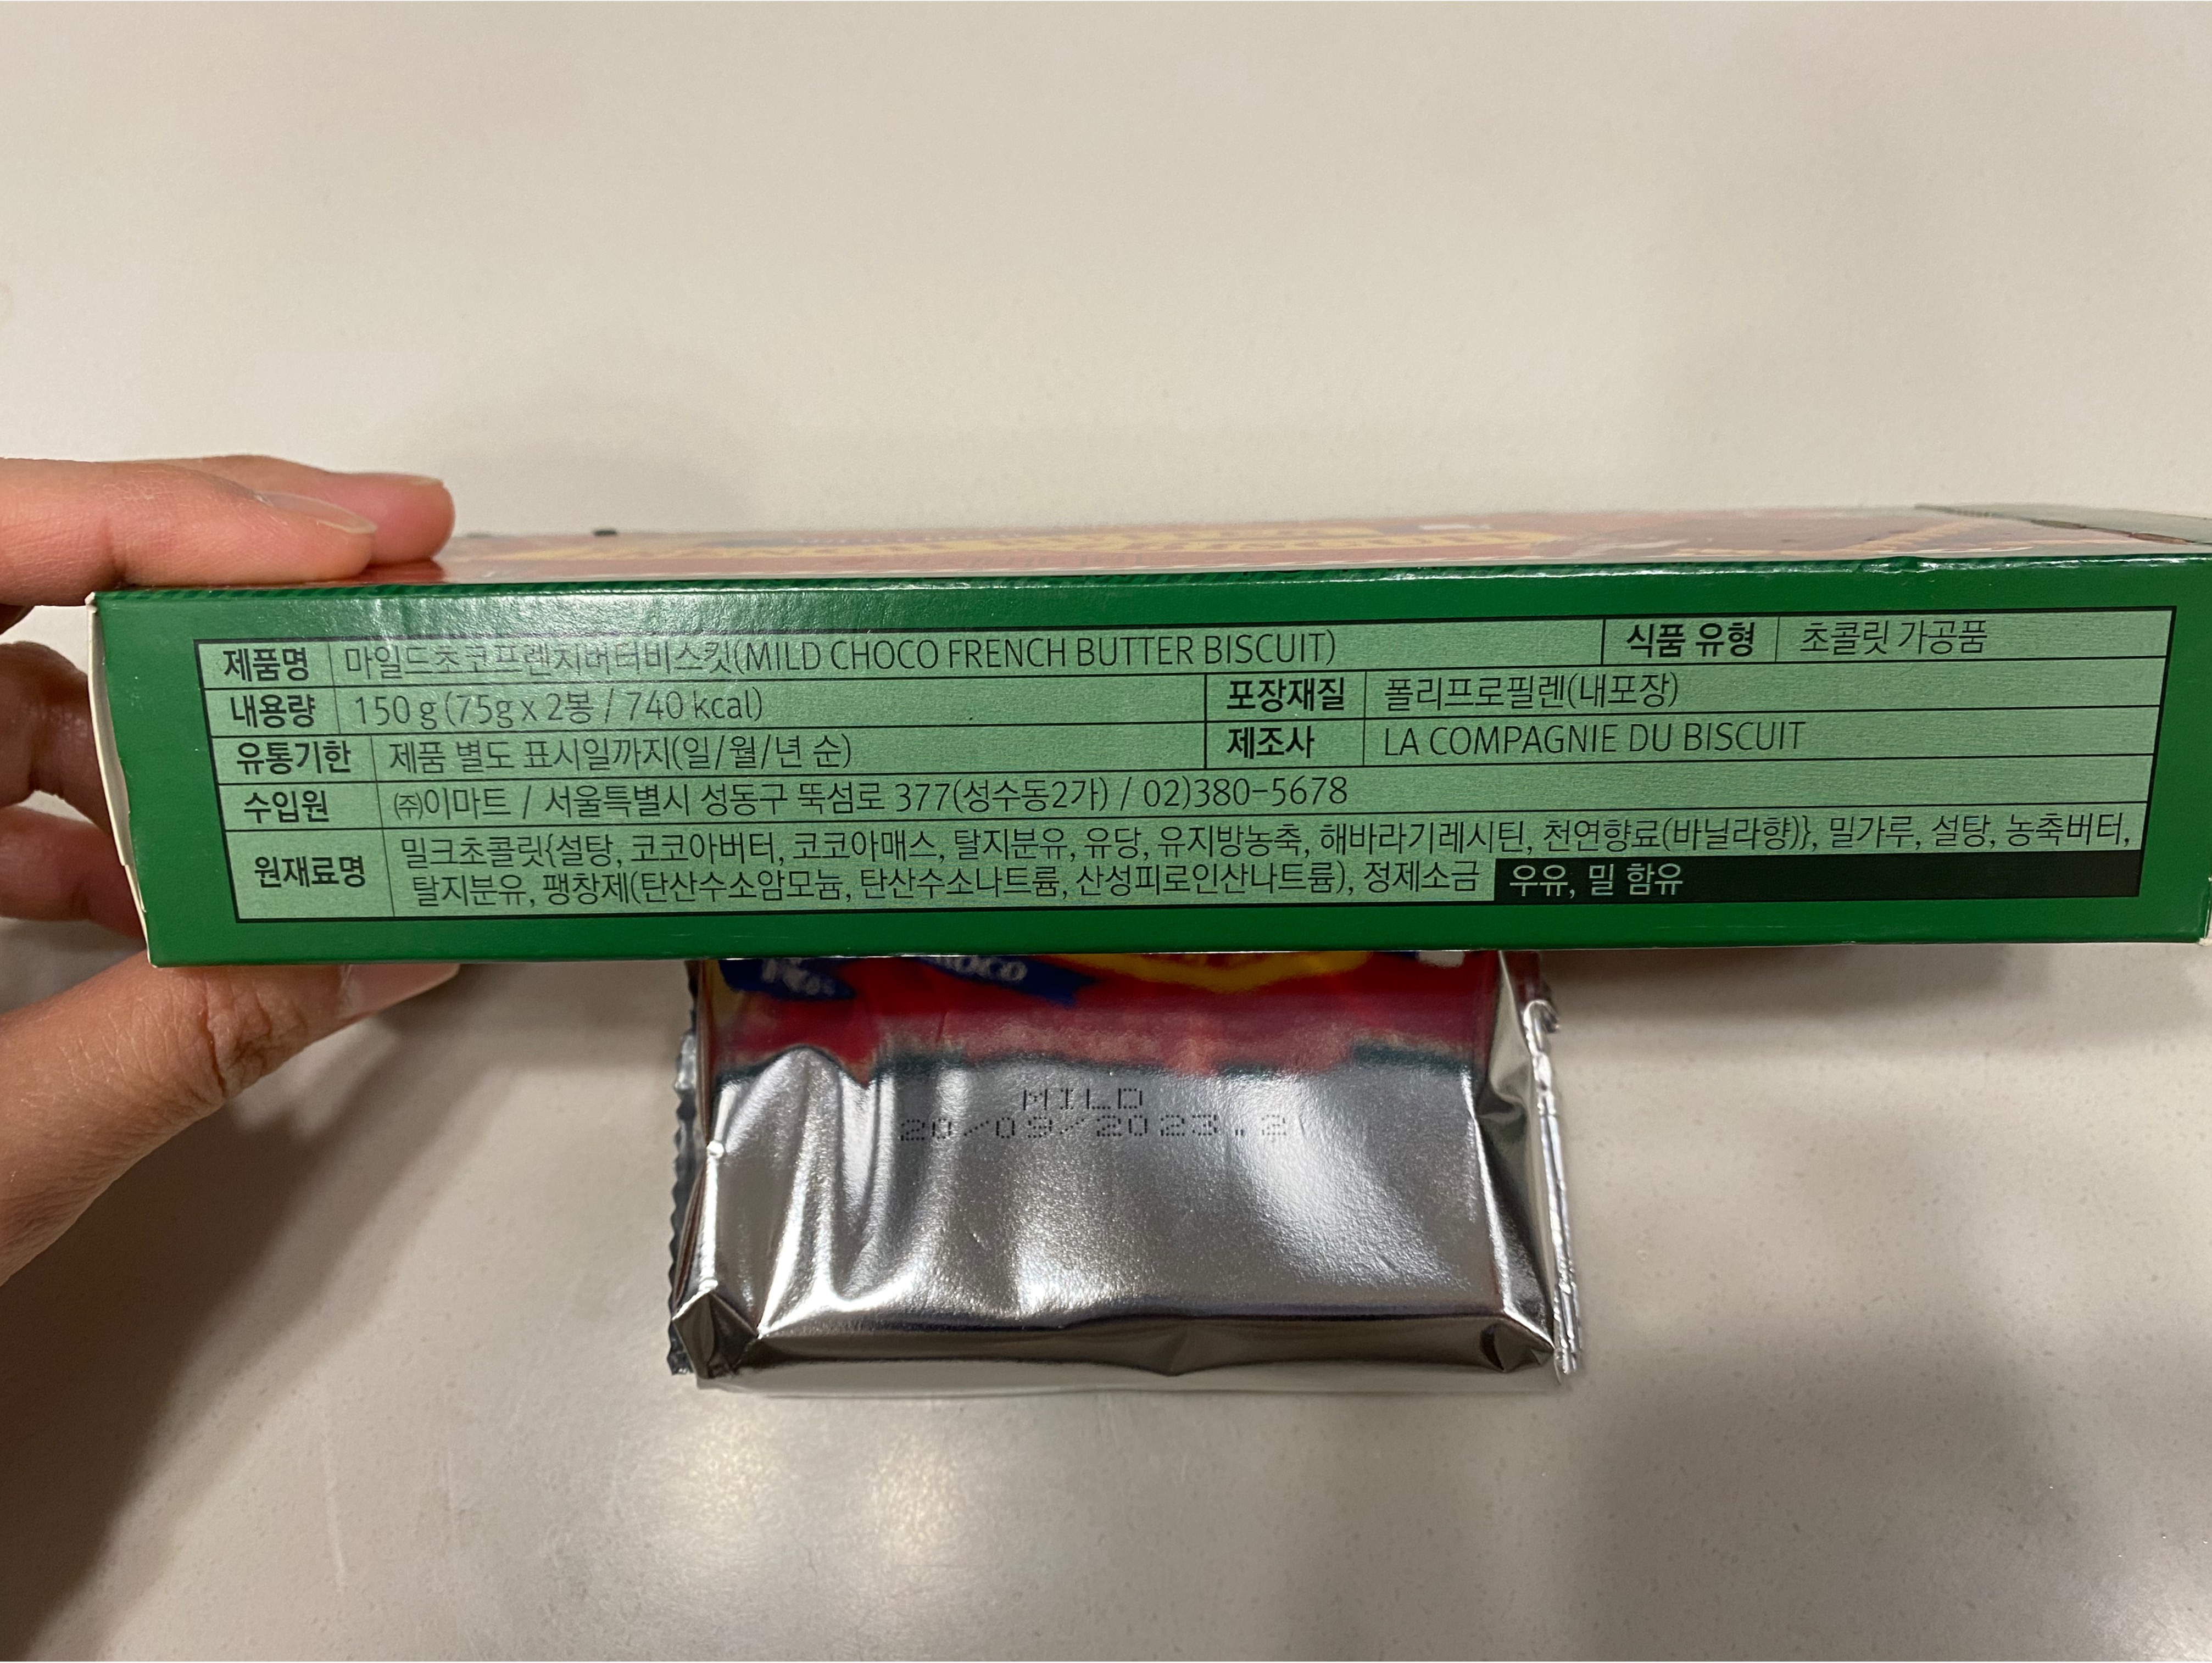 제품명 마일드초코프렌치버터비스킷(MILD CHOCO FRENCH BUTTER BISCUIT) 식품 유형 초콜릿 가공품
내용량 150 g (75g x 2봉 / 740 kcal) 포장재질 폴리프로필렌(내포장)
유통기한 제품 별도 표시일까지(일/월/년 순) 제조사 LA COMPAGNIE DU BISCUIT
수입원 ㈜이마트 / 서울특별시 성동구 뚝섬로 377(성수동2가) / 02)380-5678
원재료명 밀크초콜릿{설탕, 코코아버터, 코코아매스, 탈지분유, 유당, 유지방농축, 해바라기레시틴, 천연향료(바닐라향)}, 밀가루, 설탕, 농축버터,
탈지분유, 팽창제(탄산수소암모늄, 탄산수소나트륨, 산성피로인산나트륨), 정제소금 우유, 밀 함유
MILD
20/09/2023.2